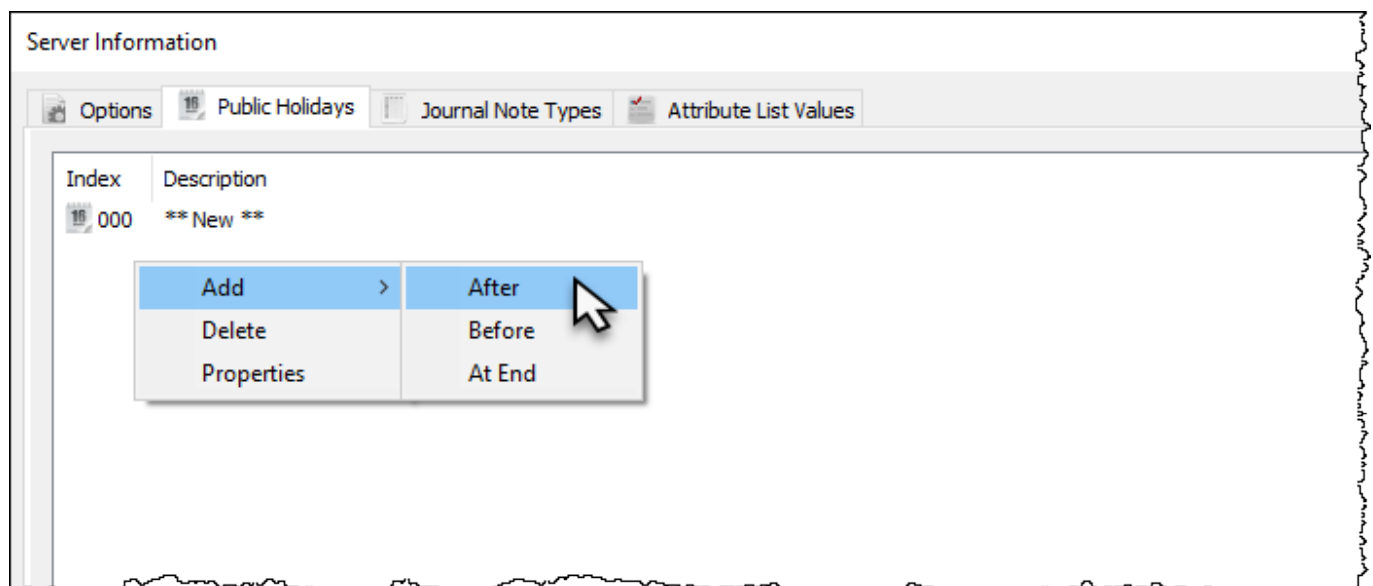 Server Information
Options Public Holidays Journal Note Types Attribute List Values
Index Description
16 000 ** New **
Add > After
Delete Before
Properties At End